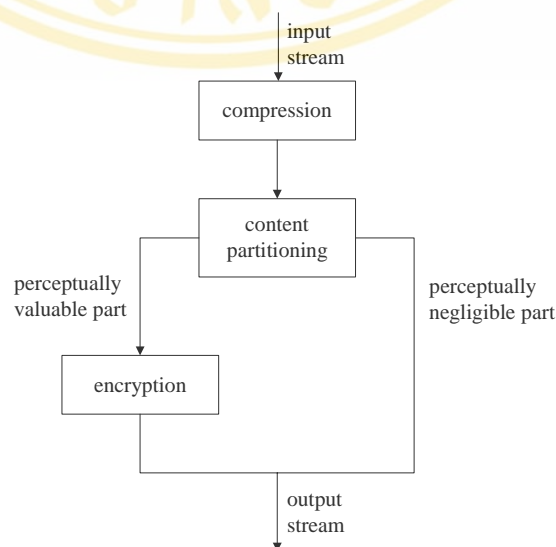 input
stream
compression
content
partitioning
perceptually
valuable part
perceptually
negligible part
encryption
output
stream